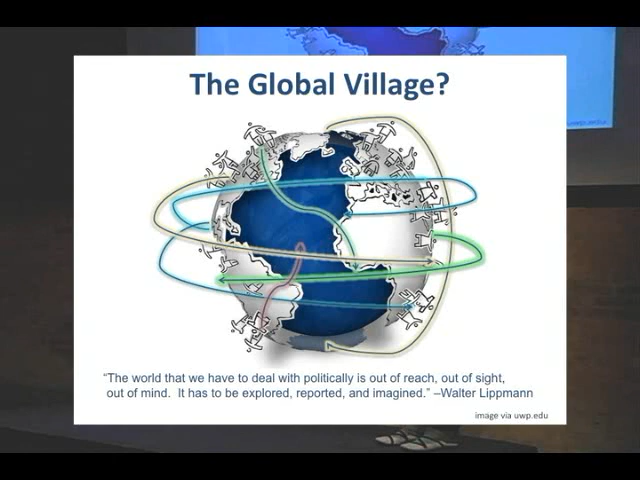 The Global Village?
“The world that we have to deal with politically is out of reach, out of sight,
out of mind.  It has to be explored, reported, and imagined.” –Walter Lippmann
image via uwp.edu